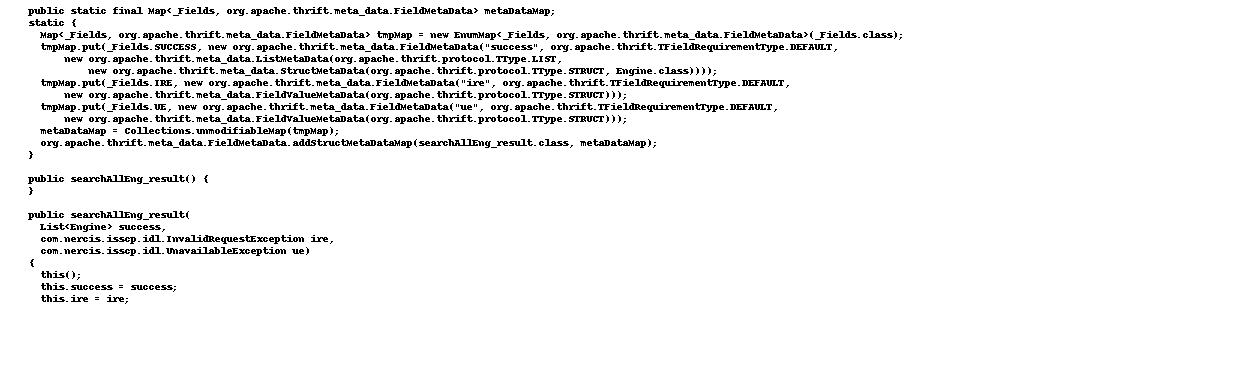 public static final Map<_Fields, org.apache.thrift.meta_data.FieldMetaData> metaDataMap;
static {
  Map<_Fields, org.apache.thrift.meta_data.FieldMetaData> tmpMap = new EnumMap<_Fields, org.apache.thrift.meta_data.FieldMetaData>(_Fields.class);
  tmpMap.put(_Fields.SUCCESS, new org.apache.thrift.meta_data.FieldMetaData("success", org.apache.thrift.TFieldRequirementType.DEFAULT,
      new org.apache.thrift.meta_data.ListMetaData(org.apache.thrift.protocol.TType.LIST,
          new org.apache.thrift.meta_data.StructMetaData(org.apache.thrift.protocol.TType.STRUCT, Engine.class))));
  tmpMap.put(_Fields.IRE, new org.apache.thrift.meta_data.FieldMetaData("ire", org.apache.thrift.TFieldRequirementType.DEFAULT,
      new org.apache.thrift.meta_data.FieldValueMetaData(org.apache.thrift.protocol.TType.STRUCT)));
  tmpMap.put(_Fields.UE, new org.apache.thrift.meta_data.FieldMetaData("ue", org.apache.thrift.TFieldRequirementType.DEFAULT,
      new org.apache.thrift.meta_data.FieldValueMetaData(org.apache.thrift.protocol.TType.STRUCT)));
  metaDataMap = Collections.unmodifiableMap(tmpMap);
  org.apache.thrift.meta_data.FieldMetaData.addStructMetaDataMap(searchAllEng_result.class, metaDataMap);
}

public searchAllEng_result() {
}

public searchAllEng_result(
  List<Engine> success,
  com.nercis.isscp.idl.InvalidRequestException ire,
  com.nercis.isscp.idl.UnavailableException ue)
{
  this();
  this.success = success;
  this.ire = ire;